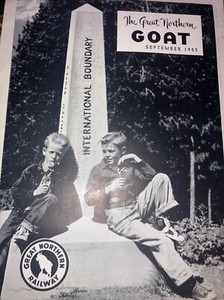 The Great Northern
GOAT
SEPTEMBER 1953
INTERNATIONAL BOUNDARY
GREAT NORTHERN
RAILWAY